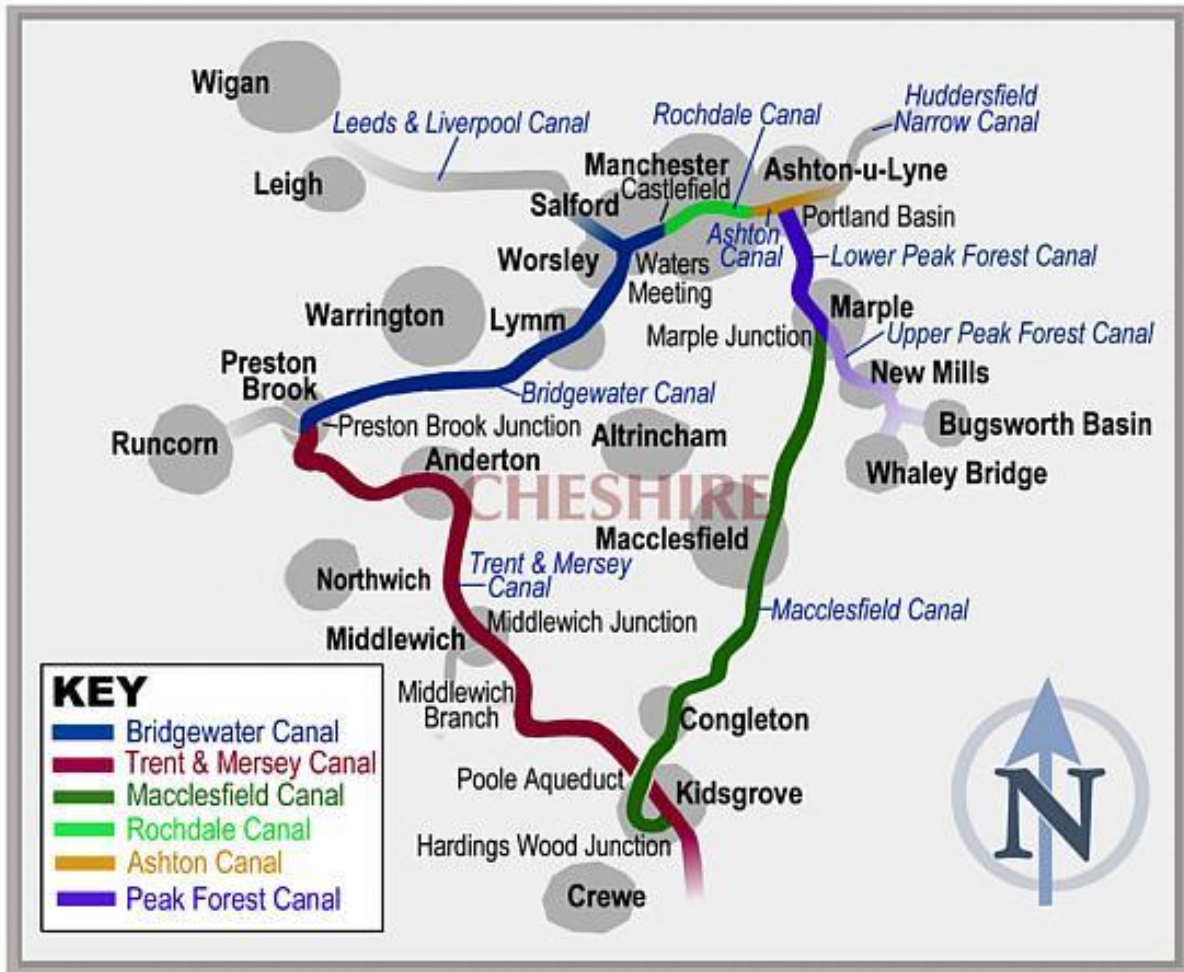 Wigan
Leeds & Liverpool Canal
Leigh
Rochdale Canal
Huddersfield
Narrow Canal
Manchester
Castlefield
Ashton-u-Lyne
Salford
Portland Basin
Ashton
Canal
Worsley
Waters
Meeting
Lower Peak Forest Canal
Warrington
Lymm
Marple
Marple Junction
Upper Peak Forest Canal
Preston
Brook
New Mills
Bridgewater Canal
Preston Brook Junction
Altrincham
Bugsworth Basin
Runcorn
Anderton
Whaley Bridge
CHESHIRE
Macclesfield
Northwich
Trent & Mersey
Canal
Macclesfield Canal
Middlewich Junction
Middlewich
Middlewich
Branch
Congleton
Poole Aqueduct
Kidsgrove
Hardings Wood Junction
Crewe
KEY
Bridgewater Canal
Trent & Mersey Canal
Macclesfield Canal
Rochdale Canal
Ashton Canal
Peak Forest Canal
N